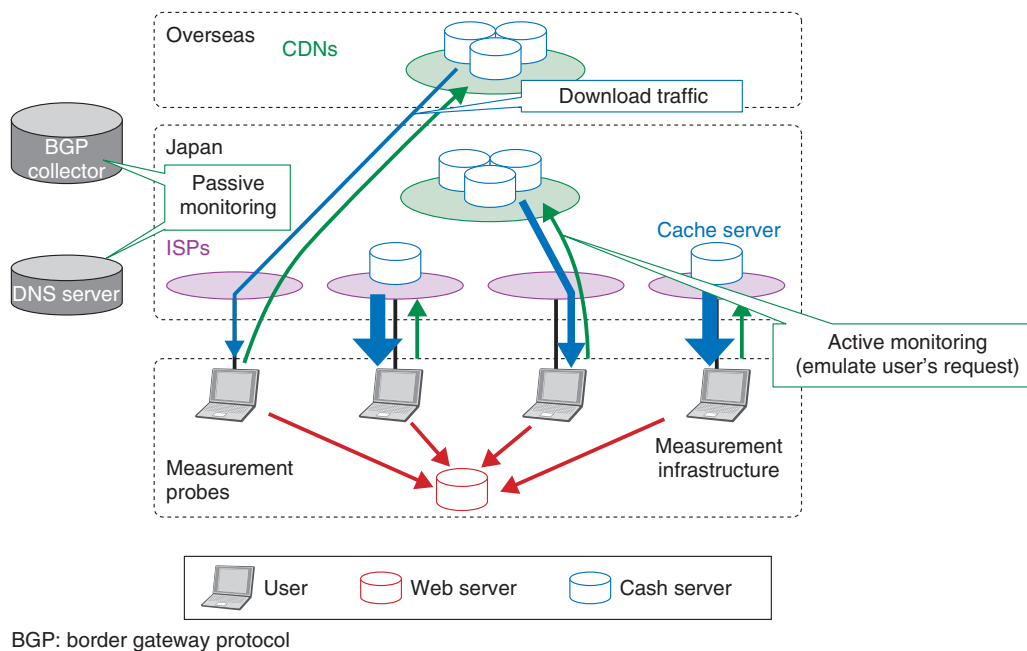 Overseas
CDNs
Download traffic
BGP
collector
Japan
Passive
monitoring
Cache server
ISPs
DNS server
Active monitoring
(emulate user's request)
Measurement
probes
Measurement
infrastructure
User
Web server
Cash server
BGP: border gateway protocol